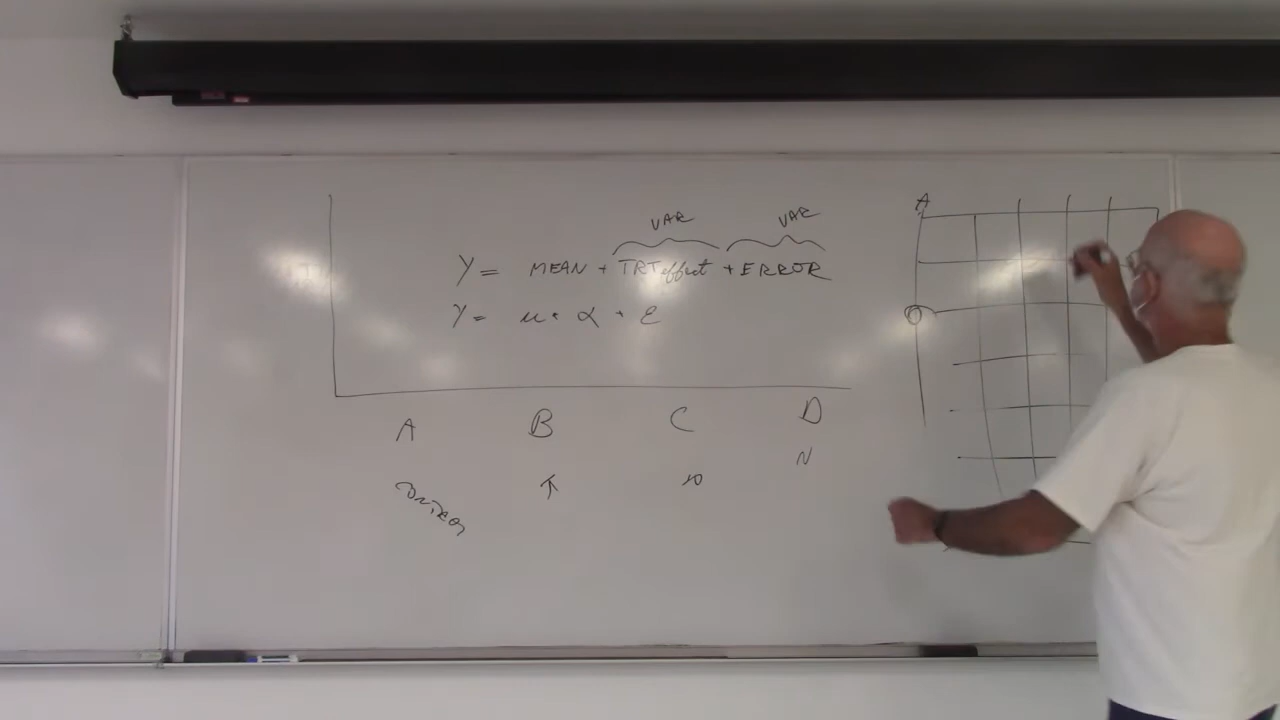 VAR VAR
Y = MEAN + TRT effect + ERROR
Y = μ + α + ε
A B C D
N
A